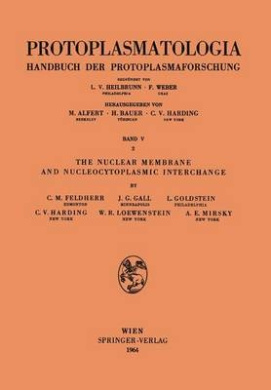 PROTOPLASMATOLOGIA
HANDBUCH DER PROTOPLASMAFORSCHUNG
BEGRÜNDET VON
L. V. HEILBRUNN · F. WEBER
PHILADELPHIA GRAZ
HERAUSGEGEBEN VON
M. ALFERT · H. BAUER · C. V. HARDING
BERKELEY TÜBINGEN NEW YORK
BAND V
2
THE NUCLEAR MEMBRANE
AND NUCLEOCYTOPLASMIC INTERCHANGE
BY
C. M. FELDHERR J. G. GALL L. GOLDSTEIN
EDMONTON MINNEAPOLIS PHILADELPHIA
C. V. HARDING W. R. LOEWENSTEIN A. E. MIRSKY
NEW YORK NEW YORK NEW YORK
WIEN
SPRINGER-VERLAG
1964